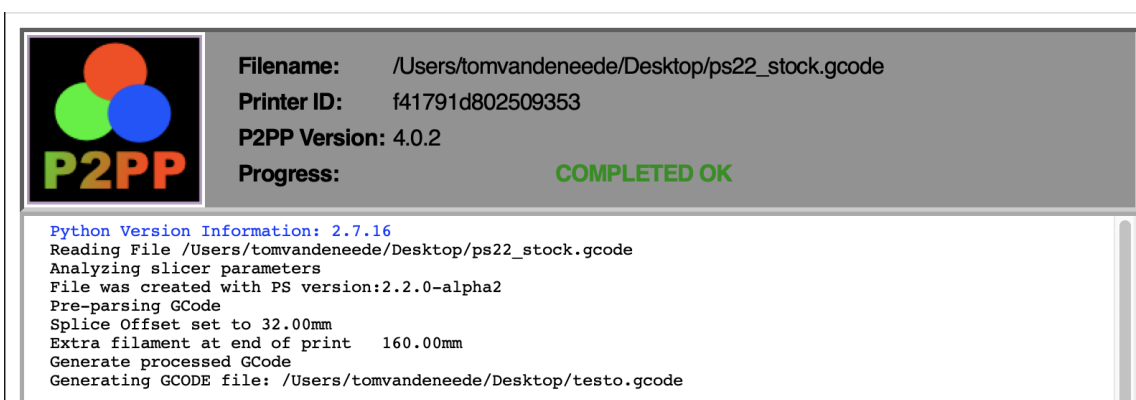 P2PP
Filename: /Users/tomvandeneede/Desktop/ps22_stock.gcode
Printer ID: f41791d802509353
P2PP Version: 4.0.2
Progress: COMPLETED OK
Python Version Information: 2.7.16
Reading File /Users/tomvandeneede/Desktop/ps22_stock.gcode
Analyzing slicer parameters
File was created with PS version:2.2.0-alpha2
Pre-parsing GCode
Splice Offset set to 32.00mm
Extra filament at end of print   160.00mm
Generate processed GCode
Generating GCODE file: /Users/tomvandeneede/Desktop/testo.gcode